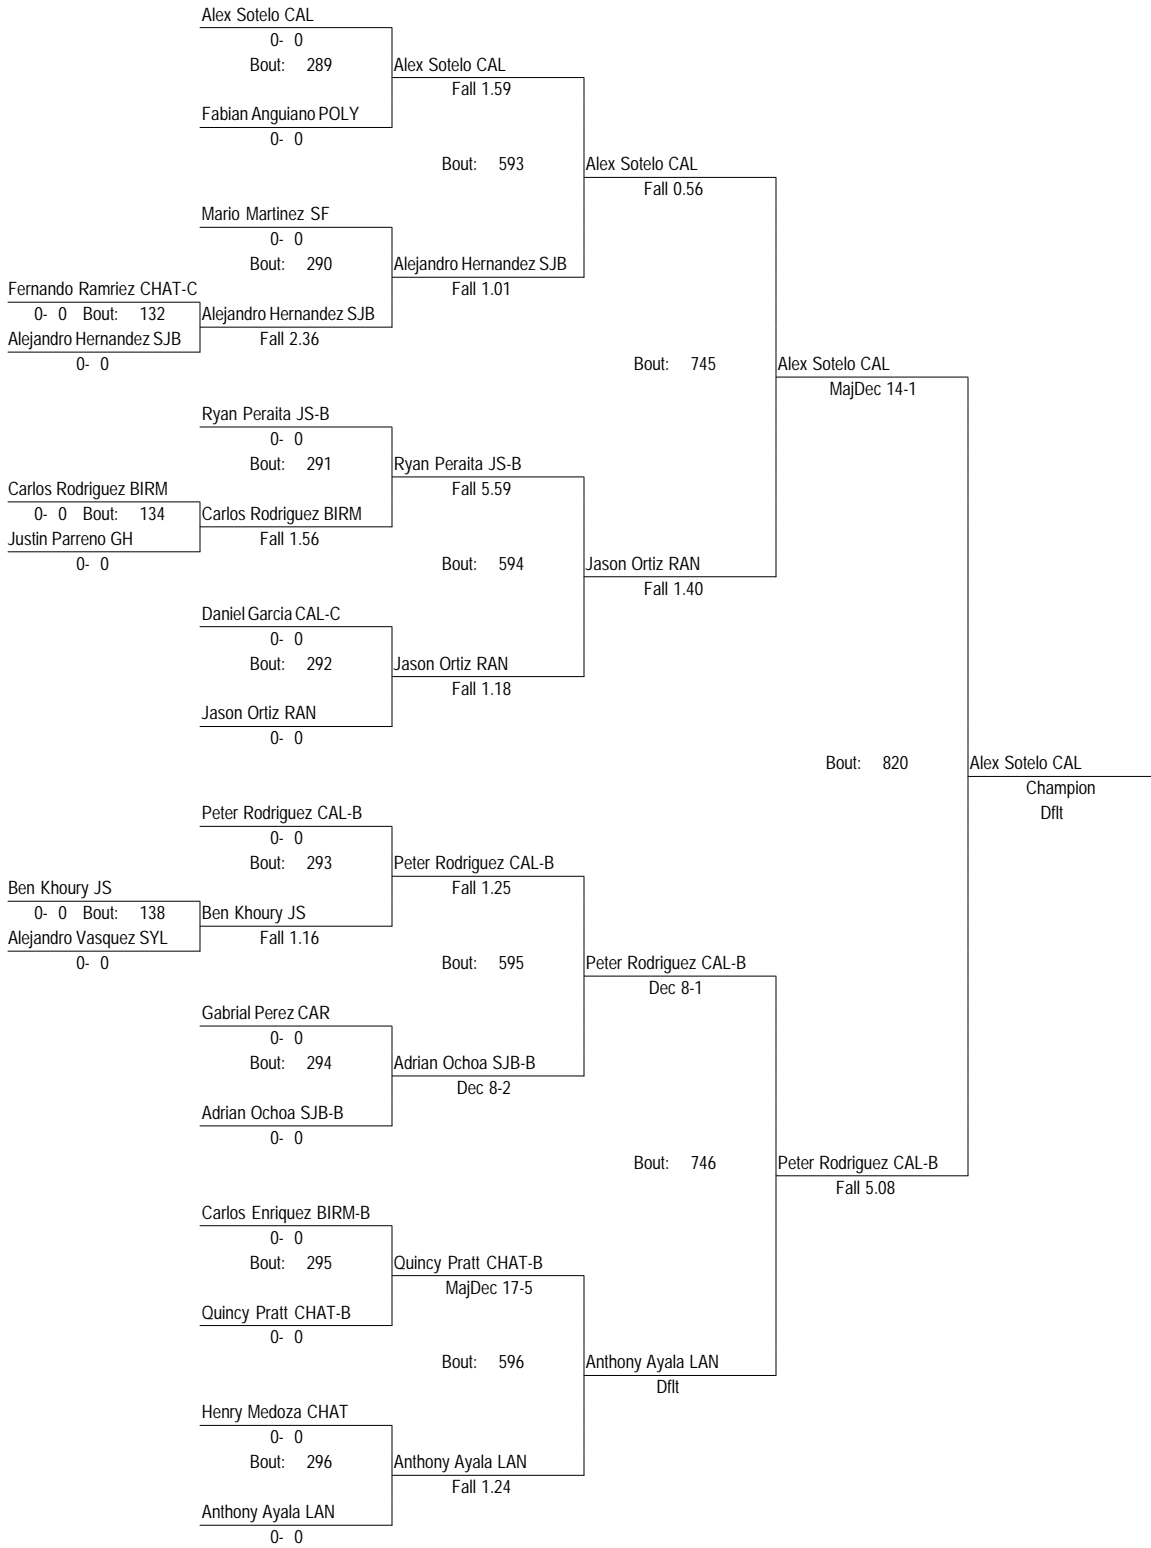 Alex Sotelo CAL
0- 0
Bout: 289
Alex Sotelo CAL
Fall 1.59
Fabian Anguiano POLY
0- 0
Bout: 593
Alex Sotelo CAL
Fall 0.56
Mario Martinez SF
0- 0
Bout: 290
Alejandro Hernandez SJB
Fall 1.01
Fernando Ramriez CHAT-C
0- 0 Bout: 132
Alejandro Hernandez SJB
Fall 2.36
Alejandro Hernandez SJB
0- 0
Bout: 745
Alex Sotelo CAL
MajDec 14-1
Ryan Peraita JS-B
0- 0
Bout: 291
Ryan Peraita JS-B
Fall 5.59
Carlos Rodriguez BIRM
0- 0 Bout: 134
Carlos Rodriguez BIRM
Fall 1.56
Justin Parreno GH
0- 0
Bout: 594
Jason Ortiz RAN
Fall 1.40
Daniel Garcia CAL-C
0- 0
Bout: 292
Jason Ortiz RAN
Fall 1.18
Jason Ortiz RAN
0- 0
Bout: 820
Alex Sotelo CAL
Champion
Dflt
Peter Rodriguez CAL-B
0- 0
Bout: 293
Peter Rodriguez CAL-B
Fall 1.25
Ben Khoury JS
0- 0 Bout: 138
Ben Khoury JS
Fall 1.16
Alejandro Vasquez SYL
0- 0
Bout: 595
Peter Rodriguez CAL-B
Dec 8-1
Gabrial Perez CAR
0- 0
Bout: 294
Adrian Ochoa SJB-B
Dec 8-2
Adrian Ochoa SJB-B
0- 0
Bout: 746
Peter Rodriguez CAL-B
Fall 5.08
Carlos Enriquez BIRM-B
0- 0
Bout: 295
Quincy Pratt CHAT-B
MajDec 17-5
Quincy Pratt CHAT-B
0- 0
Bout: 596
Anthony Ayala LAN
Dflt
Henry Medoza CHAT
0- 0
Bout: 296
Anthony Ayala LAN
Fall 1.24
Anthony Ayala LAN
0- 0